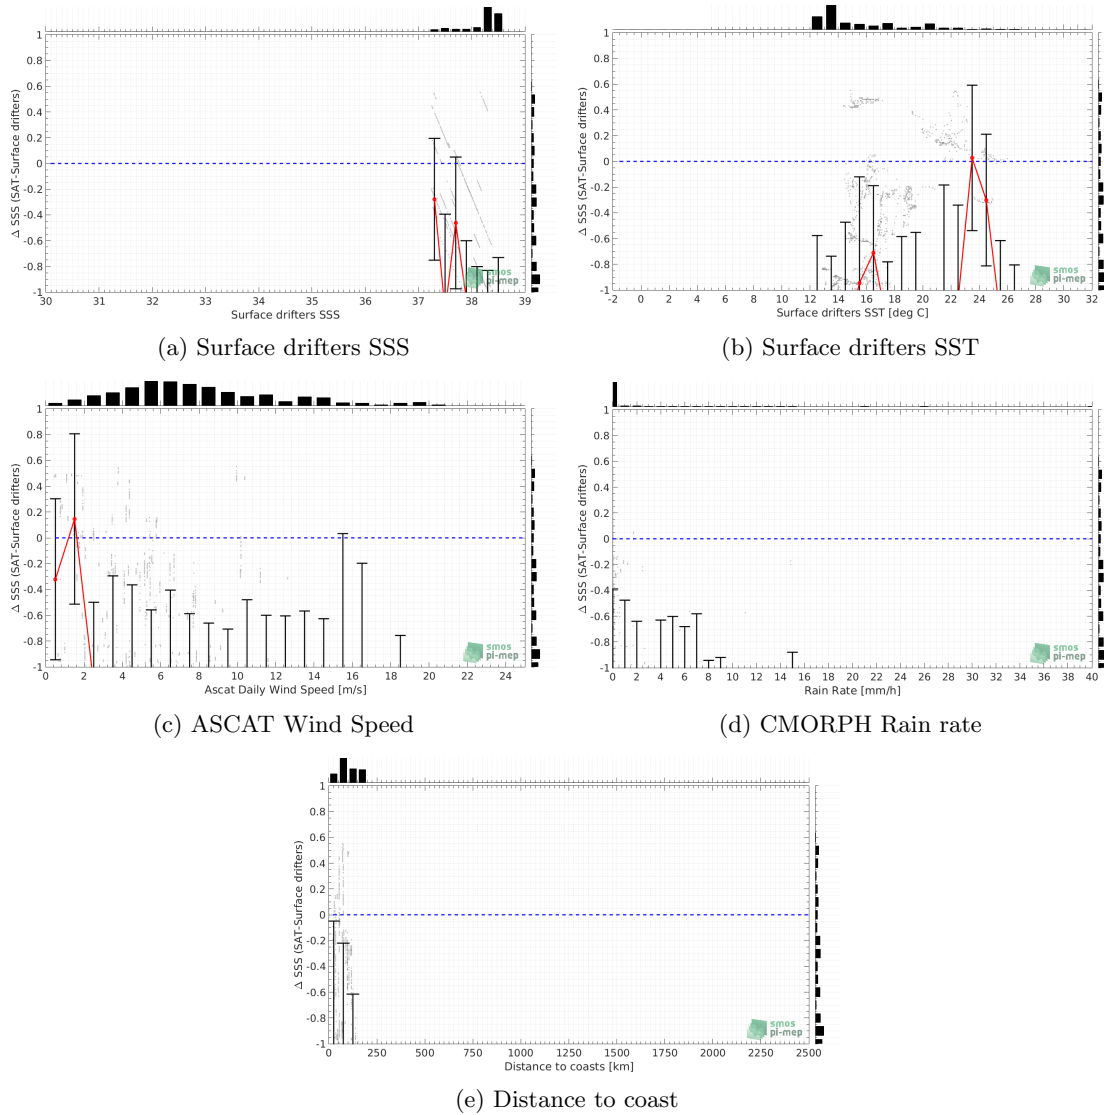 1
0.8
0.6
0.4
0.2
0
-0.2
-0.4
-0.6
-0.8
-1
Δ SSS (SAT-Surface drifters)
30 31 32 33 34 35 36 37 38 39
Surface drifters SSS
smos
pi-mep
(a) Surface drifters SSS
1
0.8
0.6
0.4
0.2
0
-0.2
-0.4
-0.6
-0.8
-1
Δ SSS (SAT-Surface drifters)
-2 0 2 4 6 8 10 12 14 16 18 20 22 24 26 28 30 32
Surface drifters SST [deg C]
smos
pi-mep
(b) Surface drifters SST
1
0.8
0.6
0.4
0.2
0
-0.2
-0.4
-0.6
-0.8
-1
Δ SSS (SAT-Surface drifters)
0 2 4 6 8 10 12 14 16 18 20 22 24
Ascat Daily Wind Speed [m/s]
smos
pi-mep
(c) ASCAT Wind Speed
1
0.8
0.6
0.4
0.2
0
-0.2
-0.4
-0.6
-0.8
-1
Δ SSS (SAT-Surface drifters)
0 2 4 6 8 10 12 14 16 18 20 22 24 26 28 30 32 34 36 38 40
Rain Rate [mm/h]
smos
pi-mep
(d) CMORPH Rain rate
1
0.8
0.6
0.4
0.2
0
-0.2
-0.4
-0.6
-0.8
-1
Δ SSS (SAT-Surface drifters)
0 250 500 750 1000 1250 1500 1750 2000 2250 2500
Distance to coasts [km]
smos
pi-mep
(e) Distance to coast